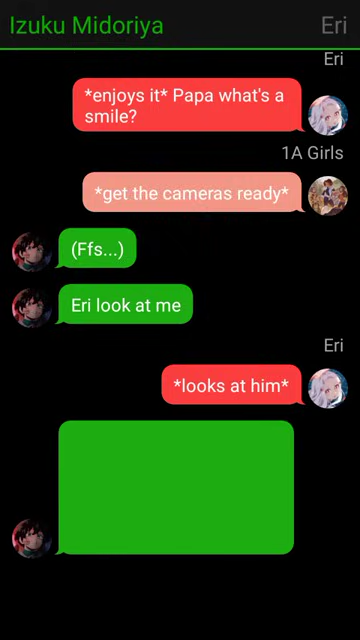 Izuku Midoriya
Eri
Eri
*enjoys it* Papa what's a
smile?
1A Girls
*get the cameras ready*
(Ffs...)
Eri look at me
Eri
*looks at him*